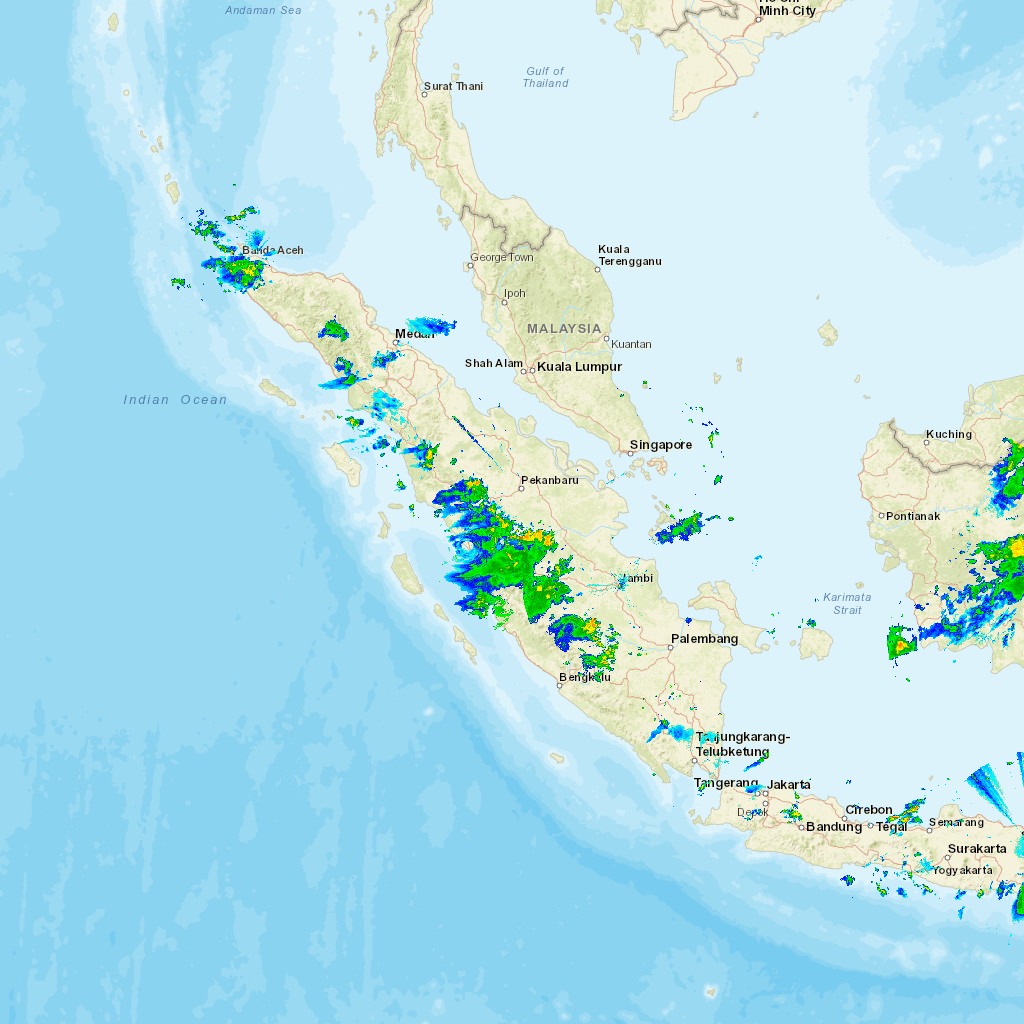 Andaman Sea
Minh City
Gulf of
Thailand
Surat Thani
Banda Aceh
George Town
Kuala
Terengganu
Ipoh
MALAYSIA
Medan
Kuantan
Shah Alam
Kuala Lumpur
Indian Ocean
Kuching
Singapore
Pekanbaru
Pontianak
Jambi
Karimata
Strait
Palembang
Bengkulu
Tanjungkarang-
Telubketung
Tangerang
Jakarta
Depok
Cirebon
Bandung
Tegal
Semarang
Surakarta
Yogyakarta